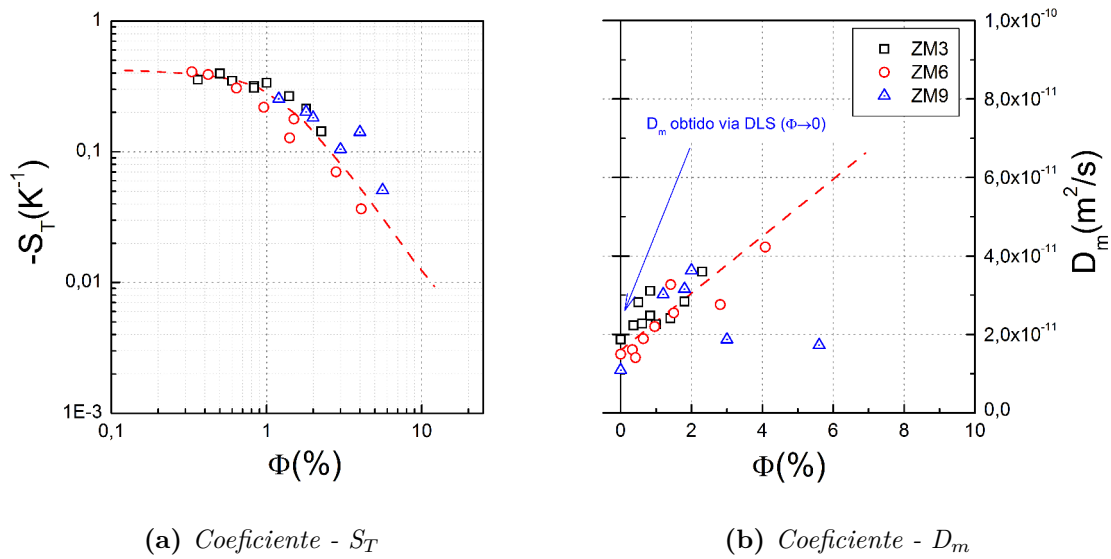 1
0,1
0,01
1E-3
-S_T(K^{-1})
0,1
1
10
Φ(%)
ZM3
ZM6
ZM9
D_m obtido via DLS (Φ→0)
1,0x10^{-10}
8,0x10^{-11}
6,0x10^{-11}
4,0x10^{-11}
2,0x10^{-11}
0,0
D_m(m^2/s)
0
2
4
6
8
10
Φ(%)
(a) Coeficiente - S_T
(b) Coeficiente - D_m